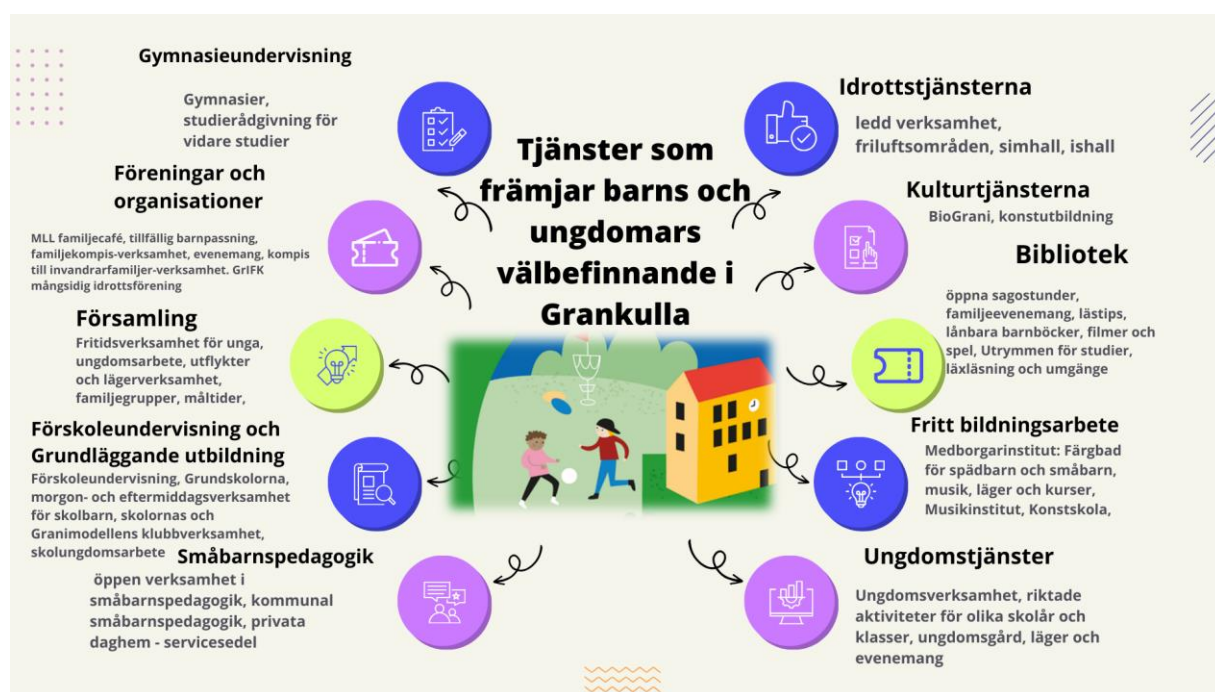 Tjänster som
främjar barns och
ungdomars
välbefinnande i
Grankulla
Gymnasieundervisning
Gymnasier,
studierådgivning för
vidare studier
Föreningar och
organisationer
MLL familjecafé, tillfällig barnpassning,
familjekompis-verksamhet, evenemang, kompis
till invandrarfamiljer-verksamhet. GrIFK
mångsidig idrottsförening
Församling
Fritidsverksamhet för unga,
ungdomsarbete, utflykter
och lägerverksamhet,
familjegrupper, måltider,
Förskoleundervisning och
Grundläggande utbildning
Förskoleundervisning, Grundskolorna,
morgon- och eftermiddagsverksamhet
för skolbarn, skolornas och
Granimodellens klubbverksamhet,
skolungdomsarbete
Småbarnspedagogik
öppen verksamhet i
småbarnspedagogik, kommunal
småbarnspedagogik, privata
daghem - servicesedel
Idrottstjänsterna
ledd verksamhet,
friluftsområden, simhall, ishall
Kulturtjänsterna
BioGrani, konstutbildning
Bibliotek
öppna sagostunder,
familjeevenemang, lästips,
lånbara barnböcker, filmer och
spel, Utrymmen för studier,
läxläsning och umgänge
Fritt bildningsarbete
Medborgarinstitut: Färgbad
för spädbarn och småbarn,
musik, läger och kurser,
Musikinstitut, Konstskola,
Ungdomstjänster
Ungdomsverksamhet, riktade
aktiviteter för olika skolår och
klasser, ungdomsgård, läger och
evenemang